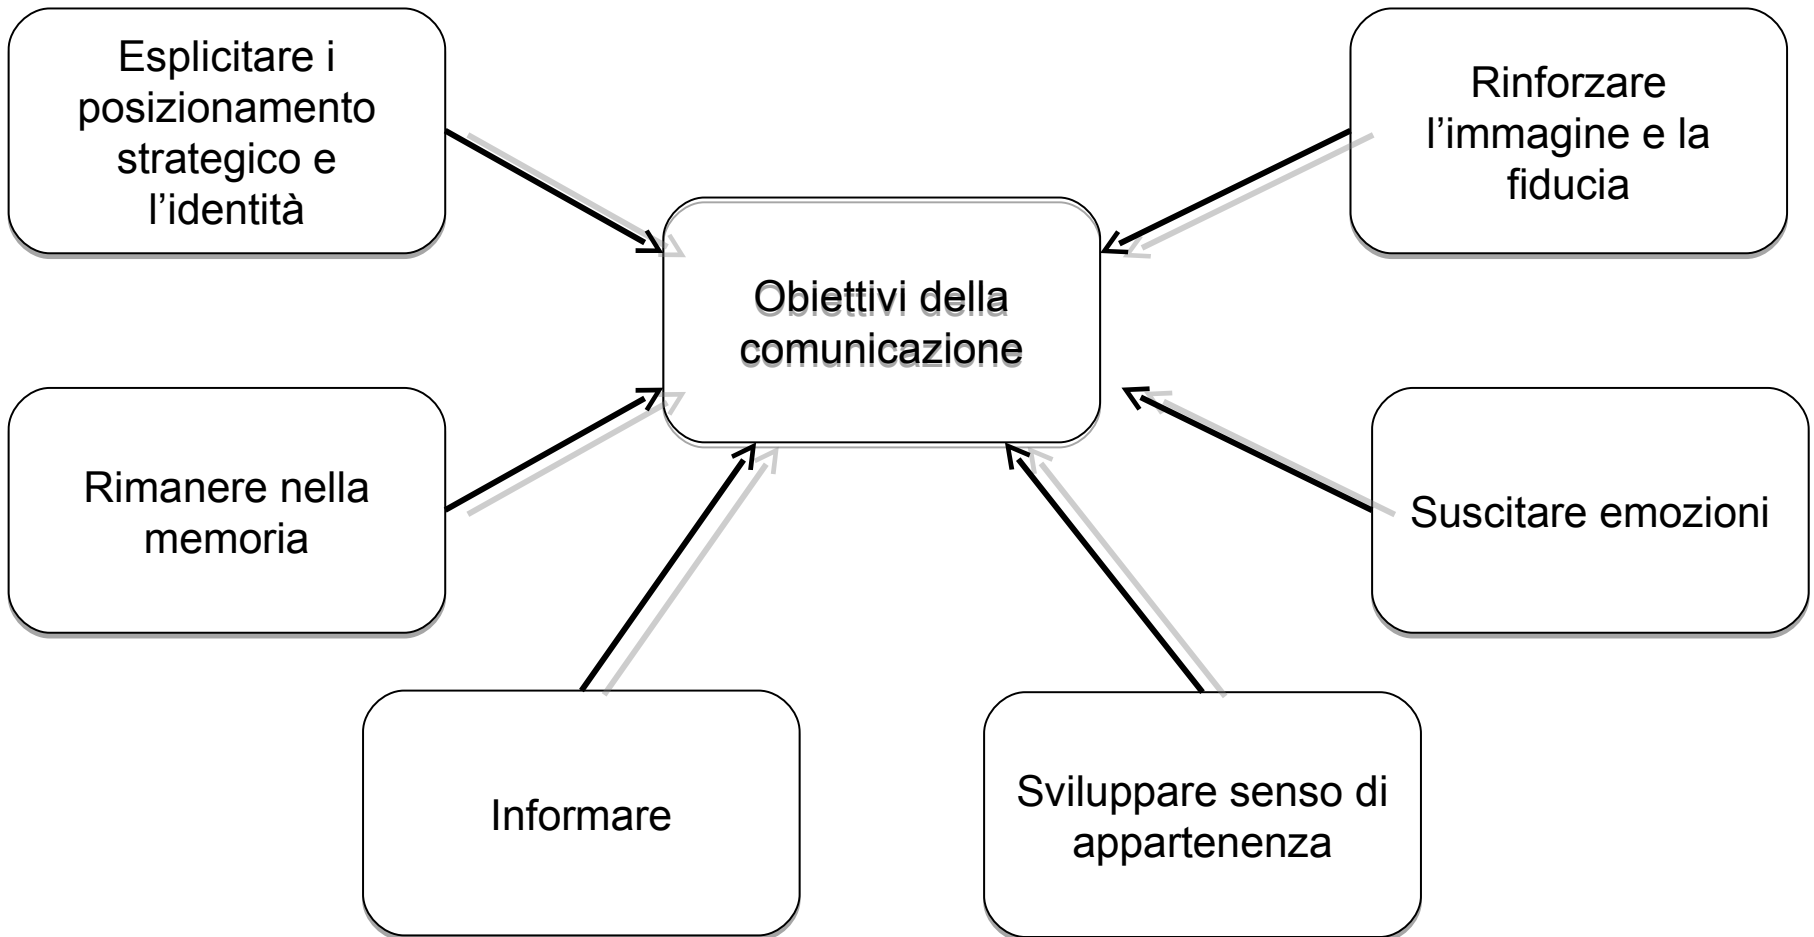 Esplicitare i
posizionamento
strategico e
l’identità
Rinforzare
l’immagine e la
fiducia
Obiettivi della
comunicazione
Rimanere nella
memoria
Suscitare emozioni
Informare
Sviluppare senso di
appartenenza